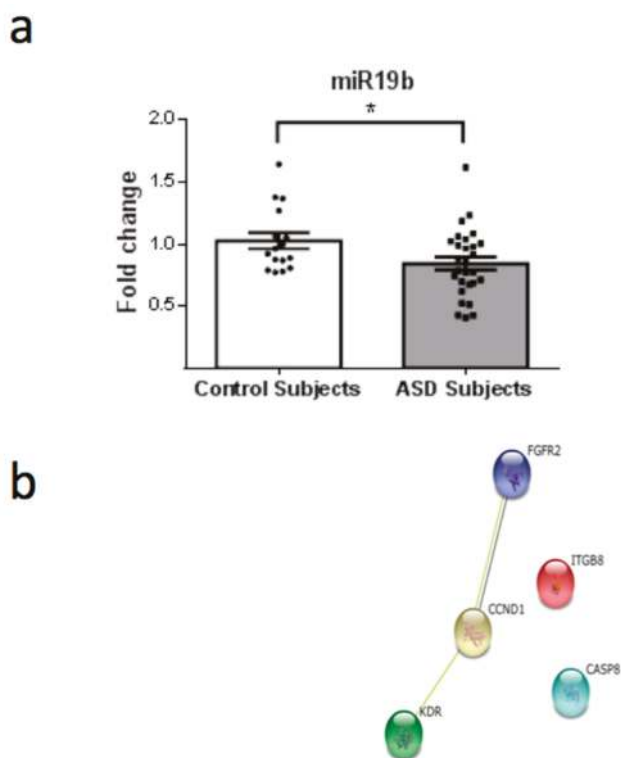 a
miR19b
*
2.0
1.5
1.0
0.5
Fold change
Control Subjects
ASD Subjects
b
FGFR2
ITGB8
CCND1
CASP8
KDR